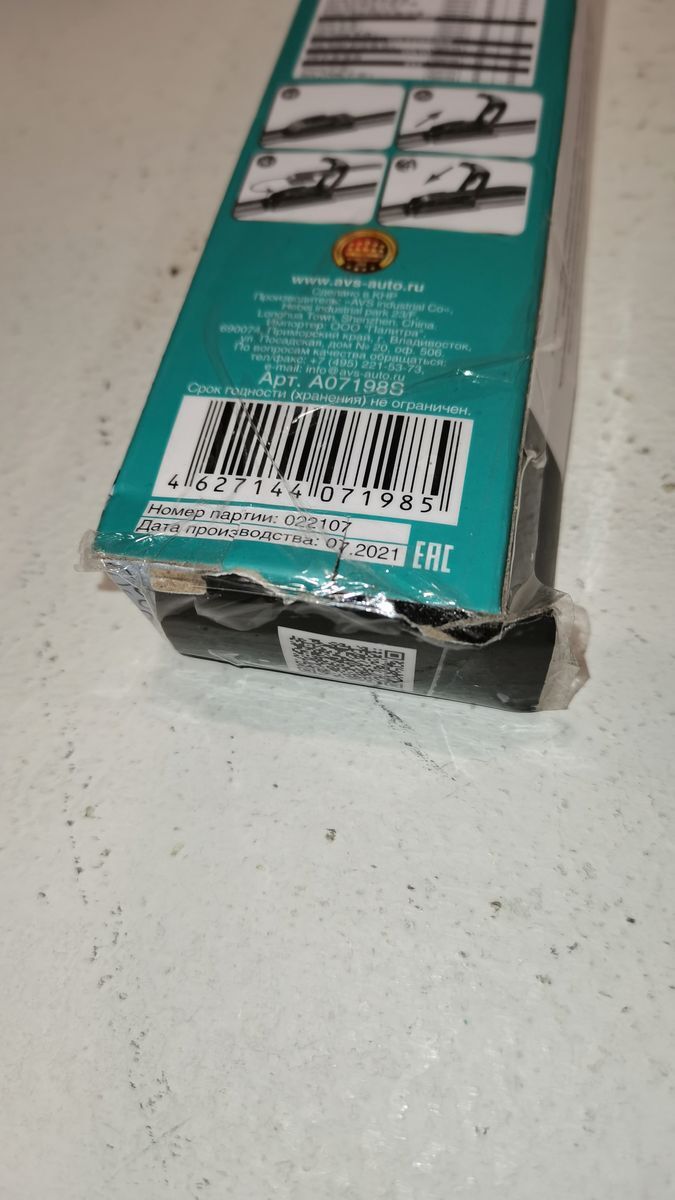 www.avs-auto.ru
Сделано в КНР
Производитель: «AVS Industrial Co»,
Hebei industrial park 23/F,
Longhua Town, Shenzhen, China.
Импортер: ООО "Палитра",
690074, Приморский край, г. Владивосток,
ул. Посадская, дом № 20, оф. 506.
По вопросам качества обращаться:
тел/факс: +7 (495) 221-53-73,
e-mail: info@avs-auto.ru
Арт. A07198S
Срок годности (хранения) не ограничен.
4 627144 071985
Номер партии: 022107
Дата производства: 07.2021
EAC